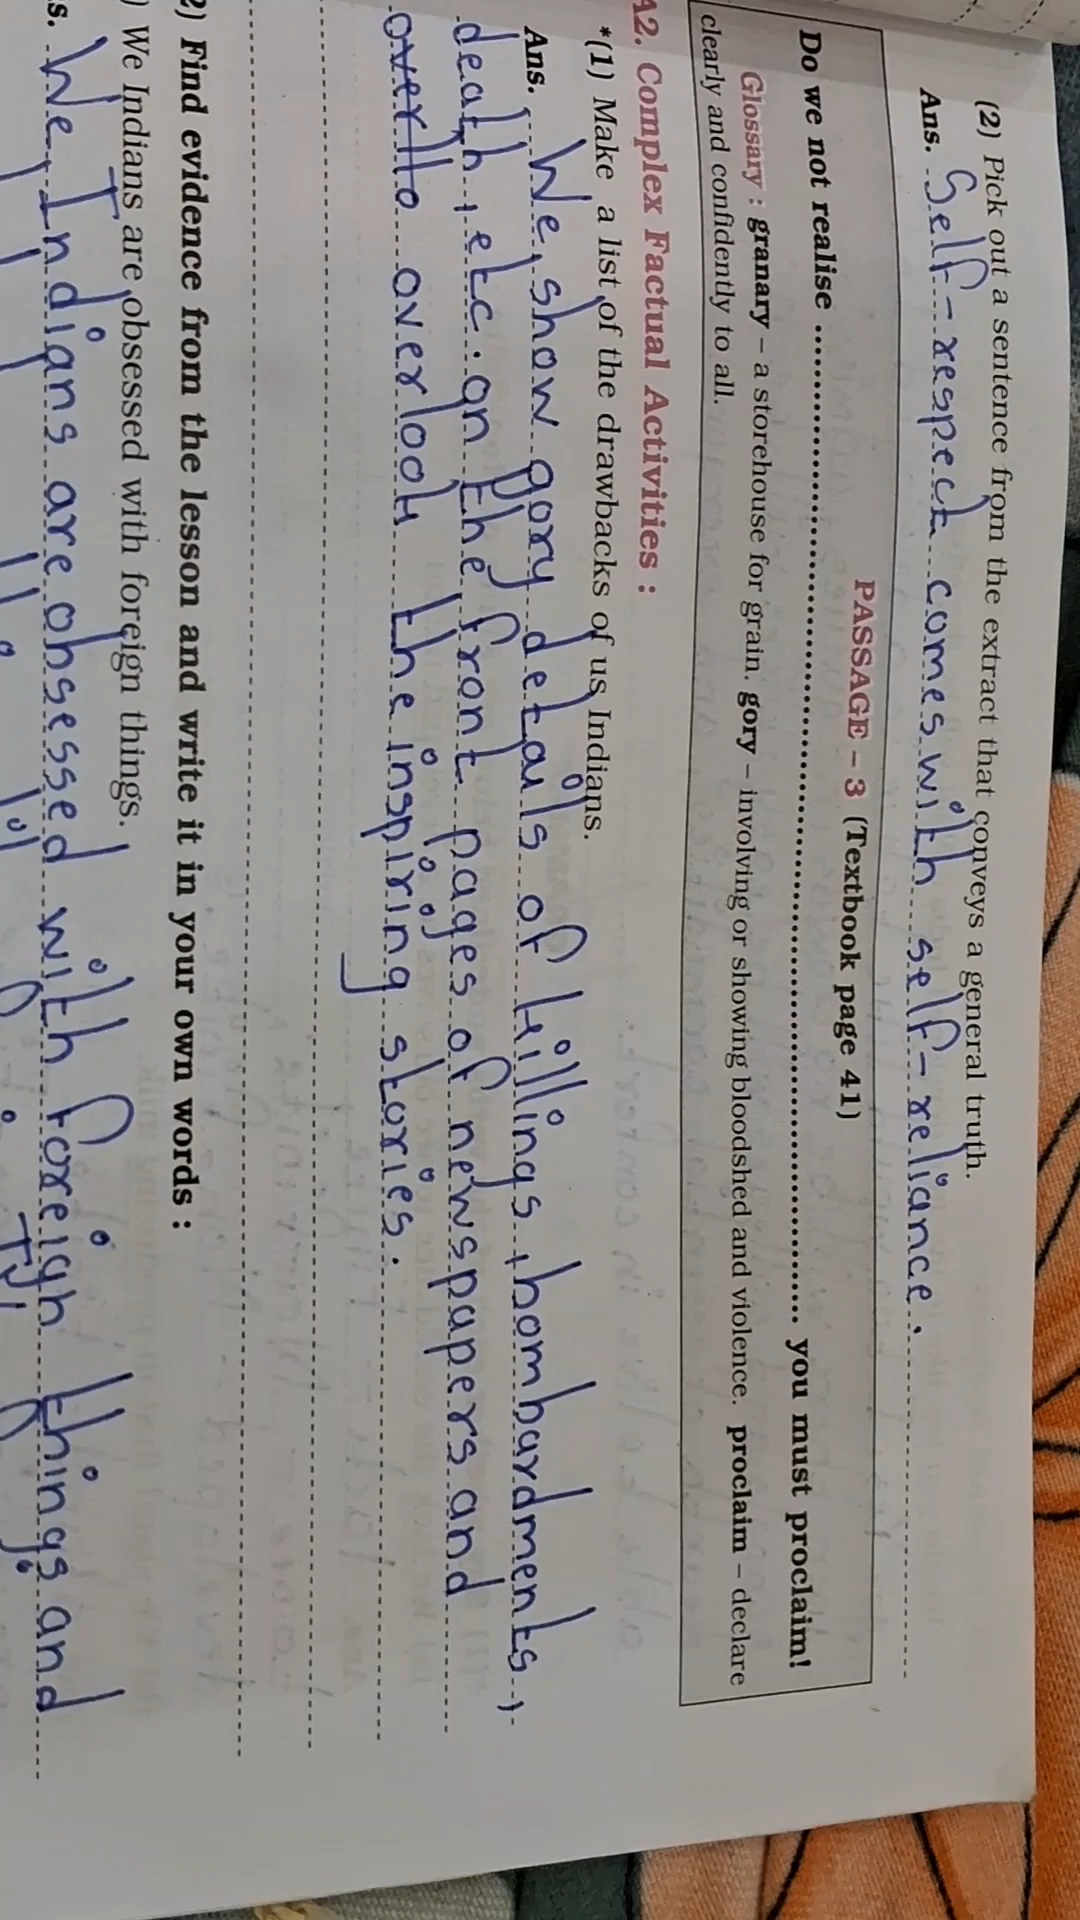 (2) Pick out a sentence from the extract that conveys a general truth.
Ans. Self-respect comes with self-reliance.
PASSAGE – 3 (Textbook page 41)
Do we not realise ........................ you must proclaim!
Glossary : granary – a storehouse for grain. gory – involving or showing bloodshed and violence. proclaim – declare
clearly and confidently to all.
A2. Complex Factual Activities :
*(1) Make a list of the drawbacks of us Indians.
Ans. We show gory details of killings, bombardments,
death, etc. on the front pages of newspapers and
to overlook the inspiring stories.
2) Find evidence from the lesson and write it in your own words :
) We Indians are obsessed with foreign things.
s. We Indians are obsessed with foreign things and